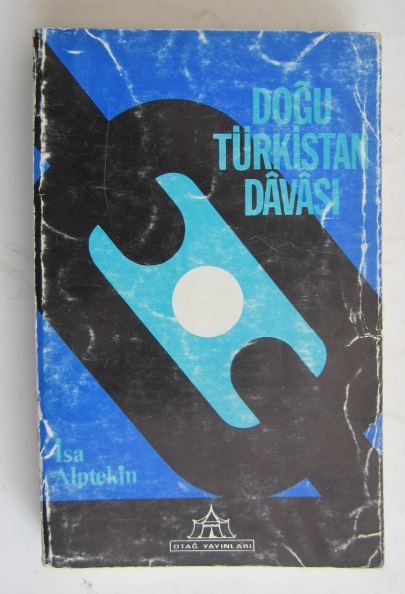 DOĞU
TÜRKİSTAN
DÂVÂSI
İsa
Alptekin
OTAĞ YAYINLARI